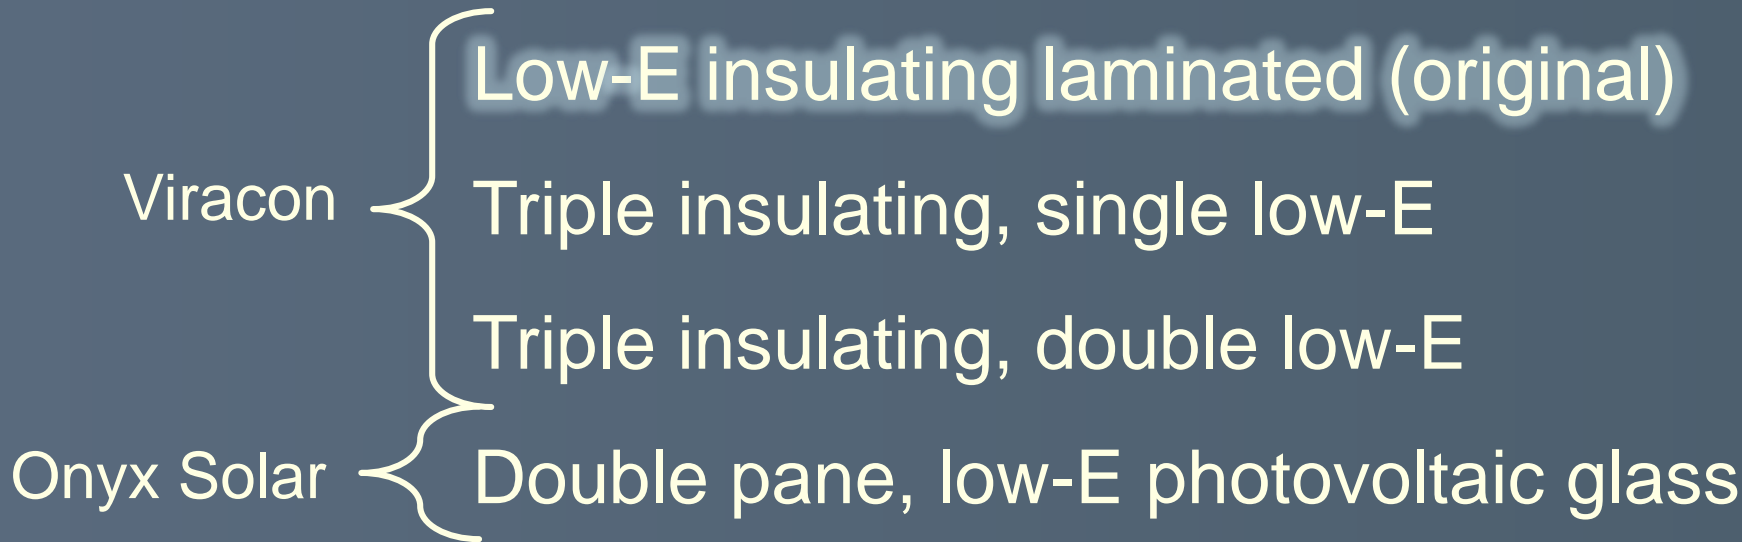 Low-E insulating laminated (original)
Viracon
Triple insulating, single low-E
Triple insulating, double low-E
Onyx Solar
Double pane, low-E photovoltaic glass